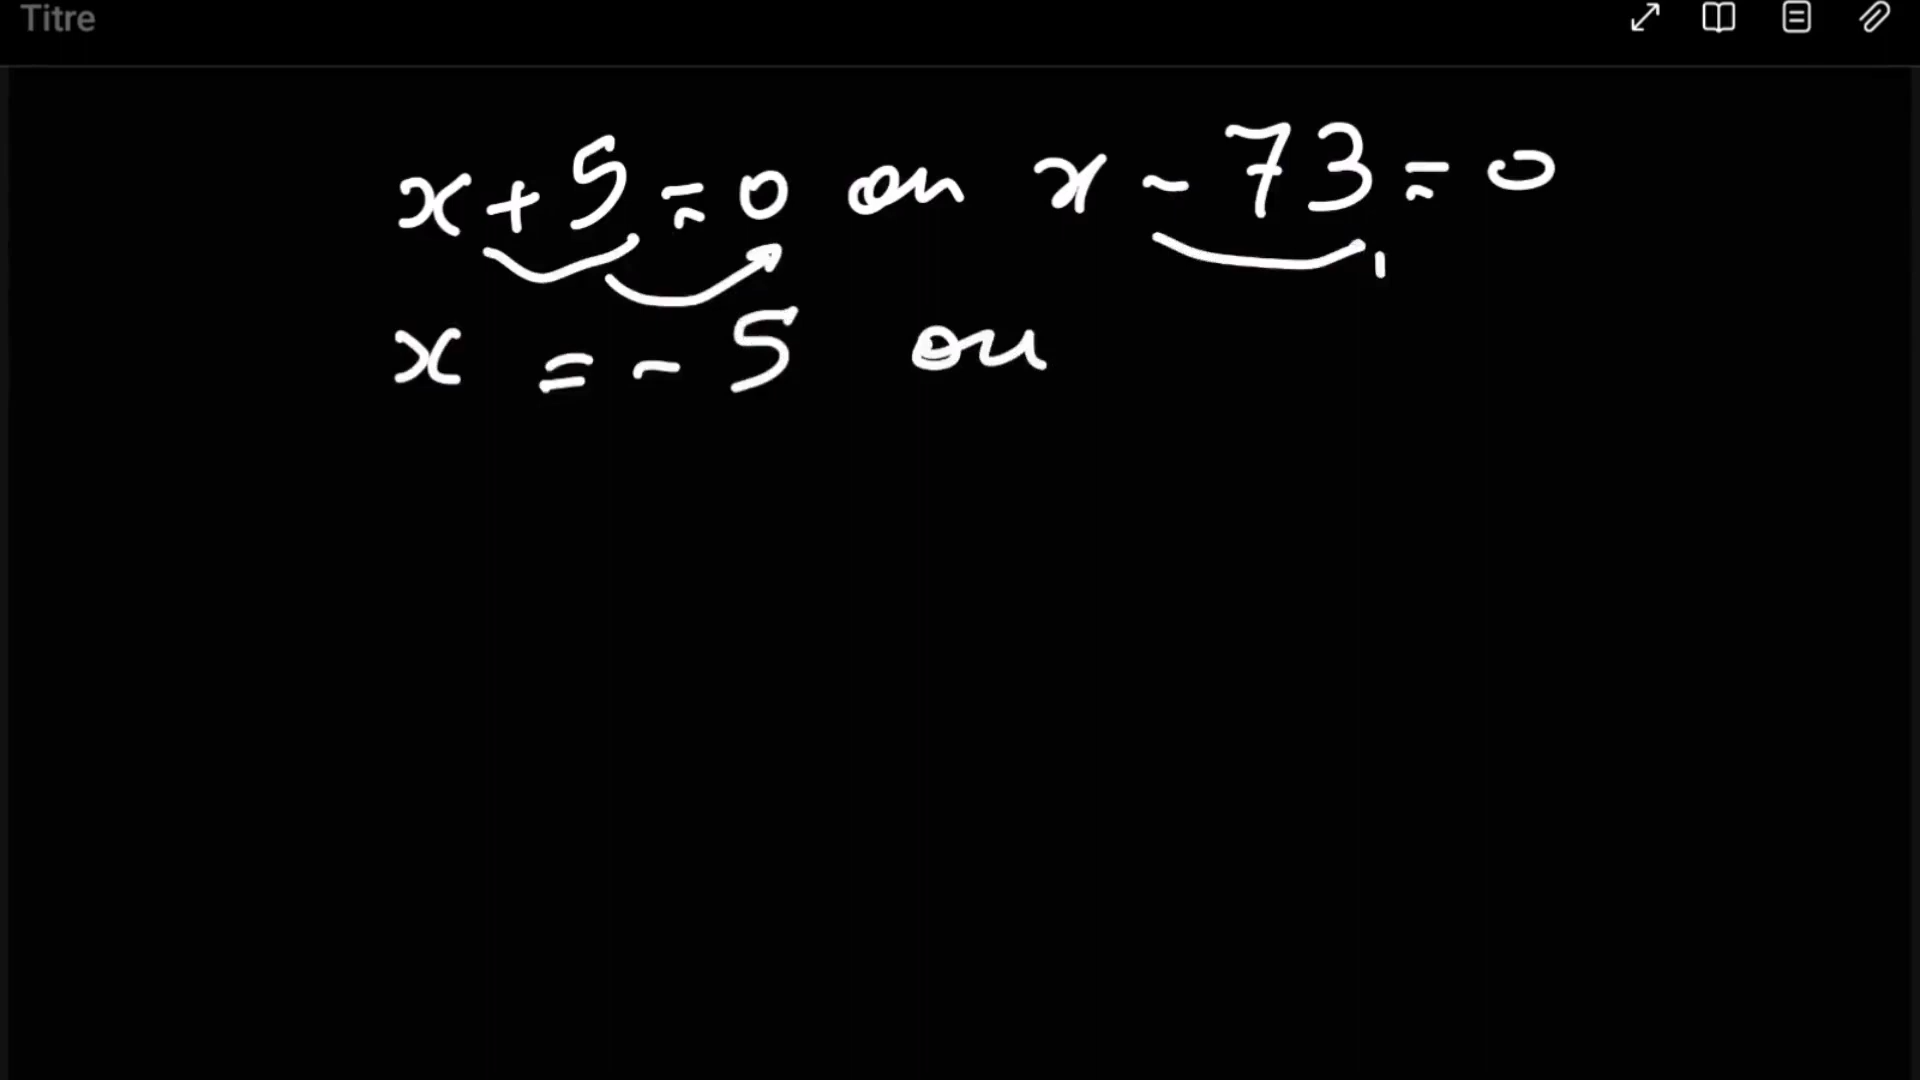 Titre
x + 5 = 0 ou x - 73 = 0
x = - 5 ou